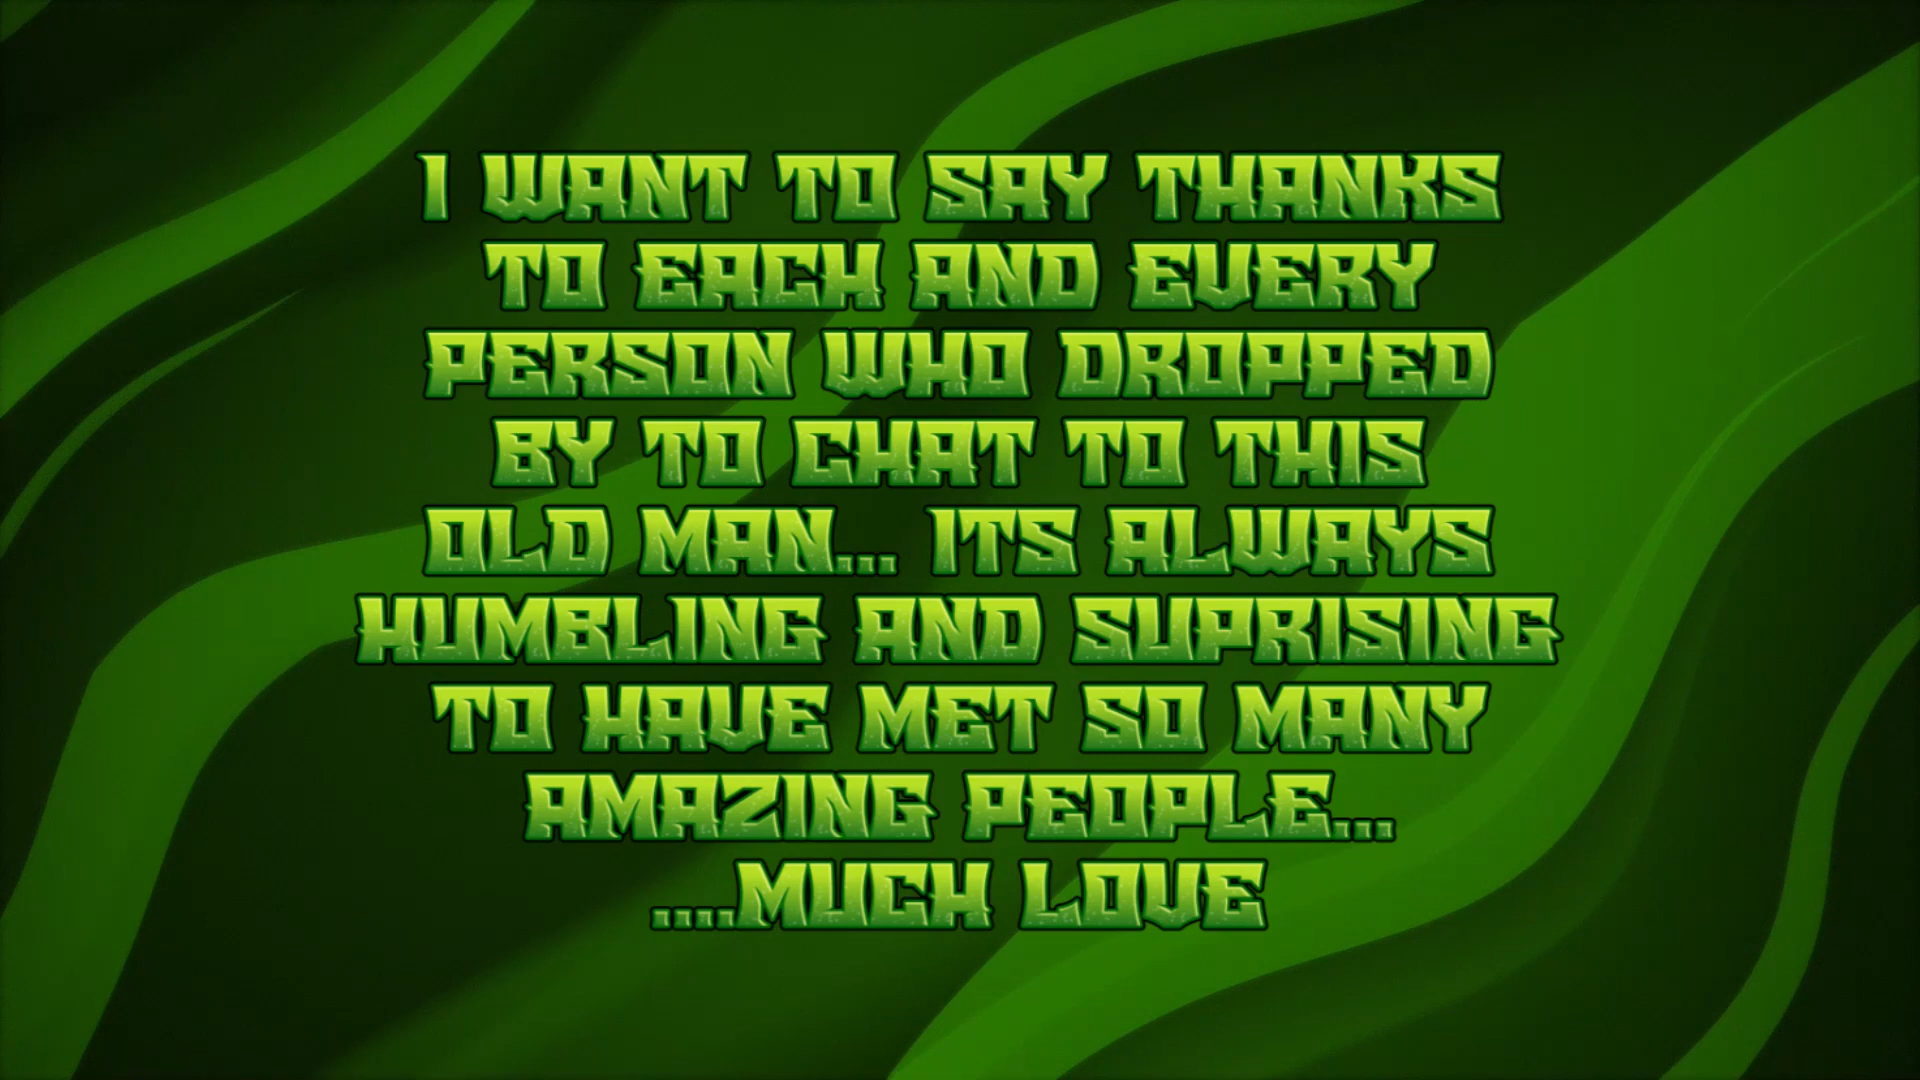 I WANT TO SAY THANKS
TO EACH AND EVERY
PERSON WHO DROPPED
BY TO CHAT TO THIS
OLD MAN... ITS ALWAYS
HUMBLING AND SUPRISING
TO HAVE MET SO MANY
AMAZING PEOPLE...
....MUCH LOVE